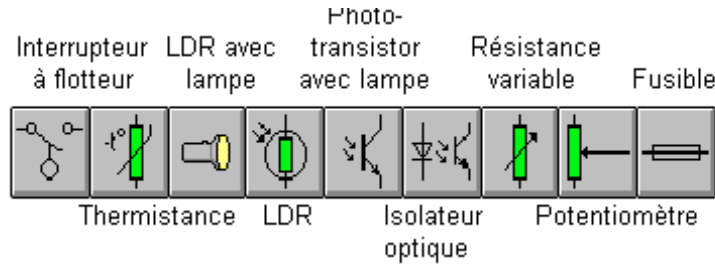 Photo-
Interrupteur LDR avec transistor Résistance
à flotteur lampe avec lampe variable Fusible
-t°
Thermistance LDR Isolateur Potentiomètre
optique